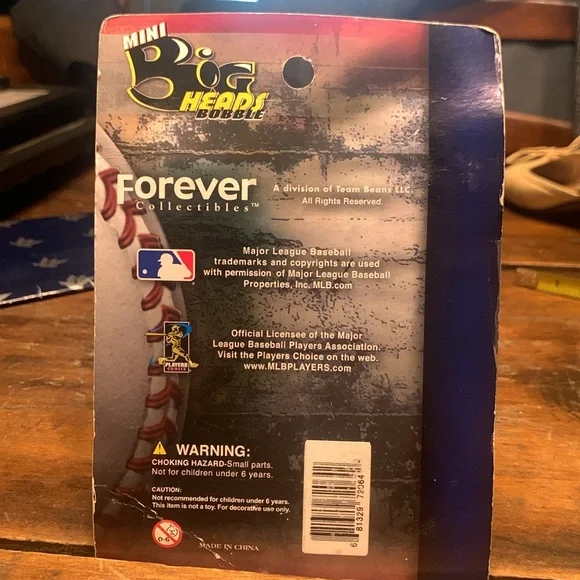 MINI
BIG
HEADS
BOBBLE
Forever
Collectibles™
A division of Team Beans LLC.
All Rights Reserved.
Major League Baseball
trademarks and copyrights are used
with permission of Major League Baseball
Properties, Inc. MLB.com
Official Licensee of the Major
League Baseball Players Association.
Visit the Players Choice on the web.
www.MLBPLAYERS.com
PLAYERS
CHOICE
WARNING:
CHOKING HAZARD-Small parts.
Not for children under 6 years.
CAUTION:
Not recommended for children under 6 years.
This item is not a toy. For decorative use only.
0-6
MADE IN CHINA
6 81329 72064 2